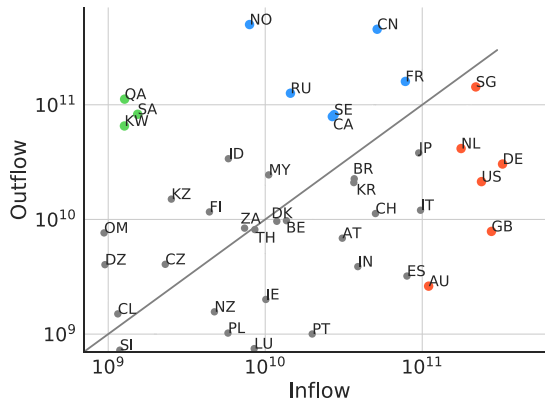 NO
CN
FR
SG
RU
QA
SA
KW
SE
CA
JP
NL
DE
US
ID
MY
BR
KR
KZ
FI
ZA
DK
BE
TH
CH
IT
GB
AT
OM
DZ
CZ
IN
ES
AU
CL
NZ
IE
SI
PL
LU
PT
10¹¹
10¹⁰
10⁹
Outflow
10⁹
10¹⁰
10¹¹
Inflow